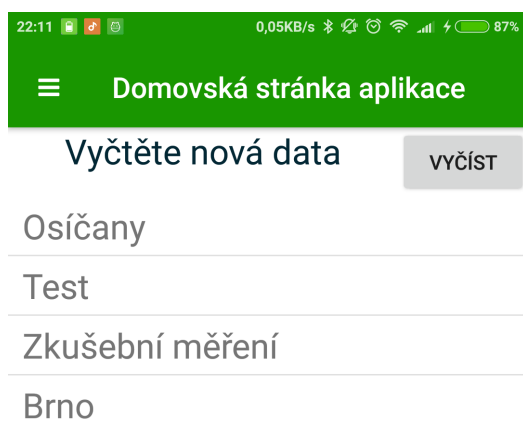 22:11 0,05KB/s 87%
Domovská stránka aplikace
Vyčtěte nová data VYČÍST
Osíčany
Test
Zkušební měření
Brno